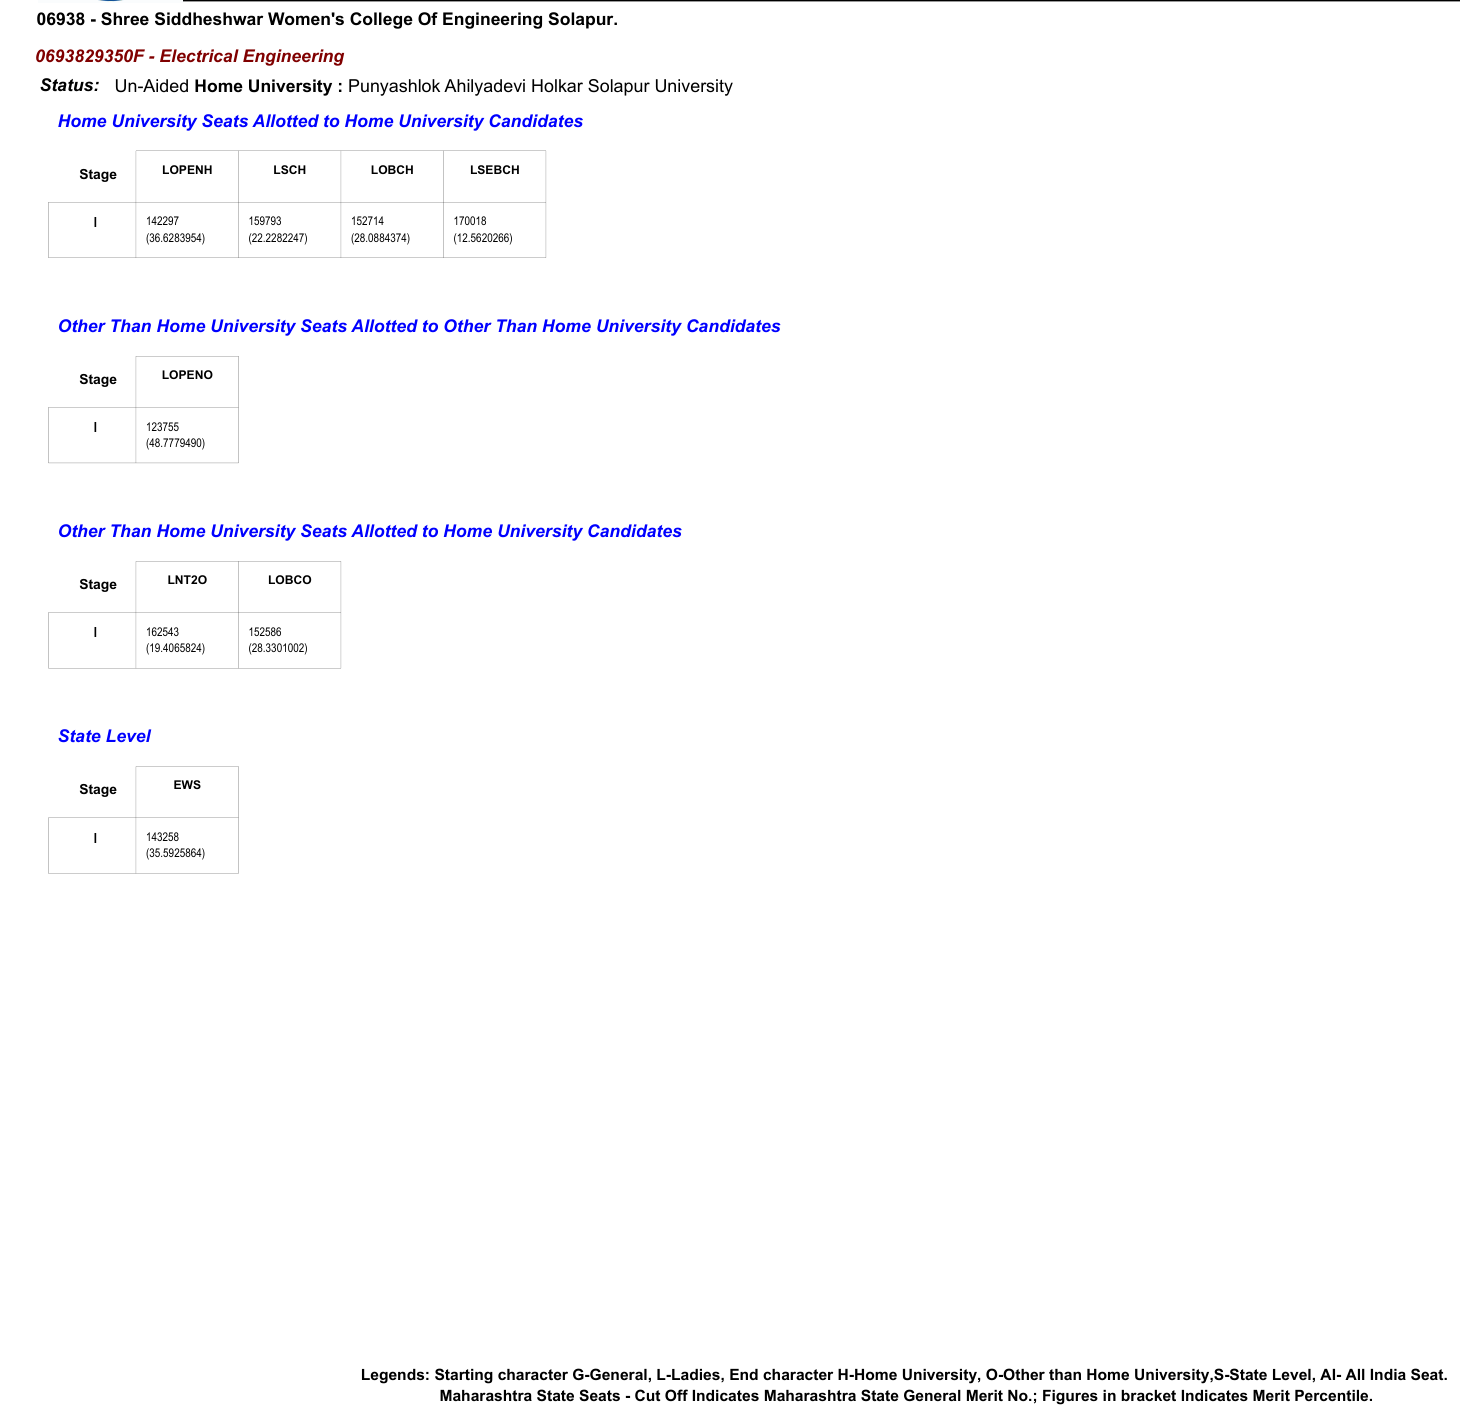 06938 - Shree Siddheshwar Women's College Of Engineering Solapur.
0693829350F - Electrical Engineering
Status: Un-Aided Home University : Punyashlok Ahilyadevi Holkar Solapur University
Home University Seats Allotted to Home University Candidates
Stage LOPENH LSCH LOBCH LSEBCH
I 142297 159793 152714 170018
(36.6283954) (22.2282247) (28.0884374) (12.5620266)
Other Than Home University Seats Allotted to Other Than Home University Candidates
Stage LOPENO
I 123755
(48.7779490)
Other Than Home University Seats Allotted to Home University Candidates
Stage LNT2O LOBCO
I 162543 152586
(19.4065824) (28.3301002)
State Level
Stage EWS
I 143258
(35.5925864)
Legends: Starting character G-General, L-Ladies, End character H-Home University, O-Other than Home University,S-State Level, AI- All India Seat.
Maharashtra State Seats - Cut Off Indicates Maharashtra State General Merit No.; Figures in bracket Indicates Merit Percentile.